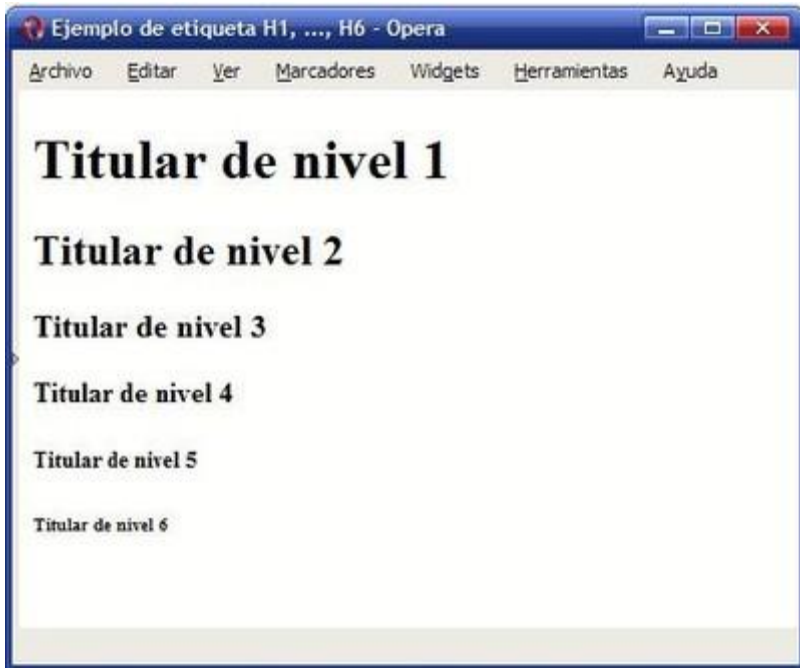 Ejemplo de etiqueta H1, ..., H6 - Opera
Archivo Editar Ver Marcadores Widgets Herramientas Ayuda
Titular de nivel 1
Titular de nivel 2
Titular de nivel 3
Titular de nivel 4
Titular de nivel 5
Titular de nivel 6